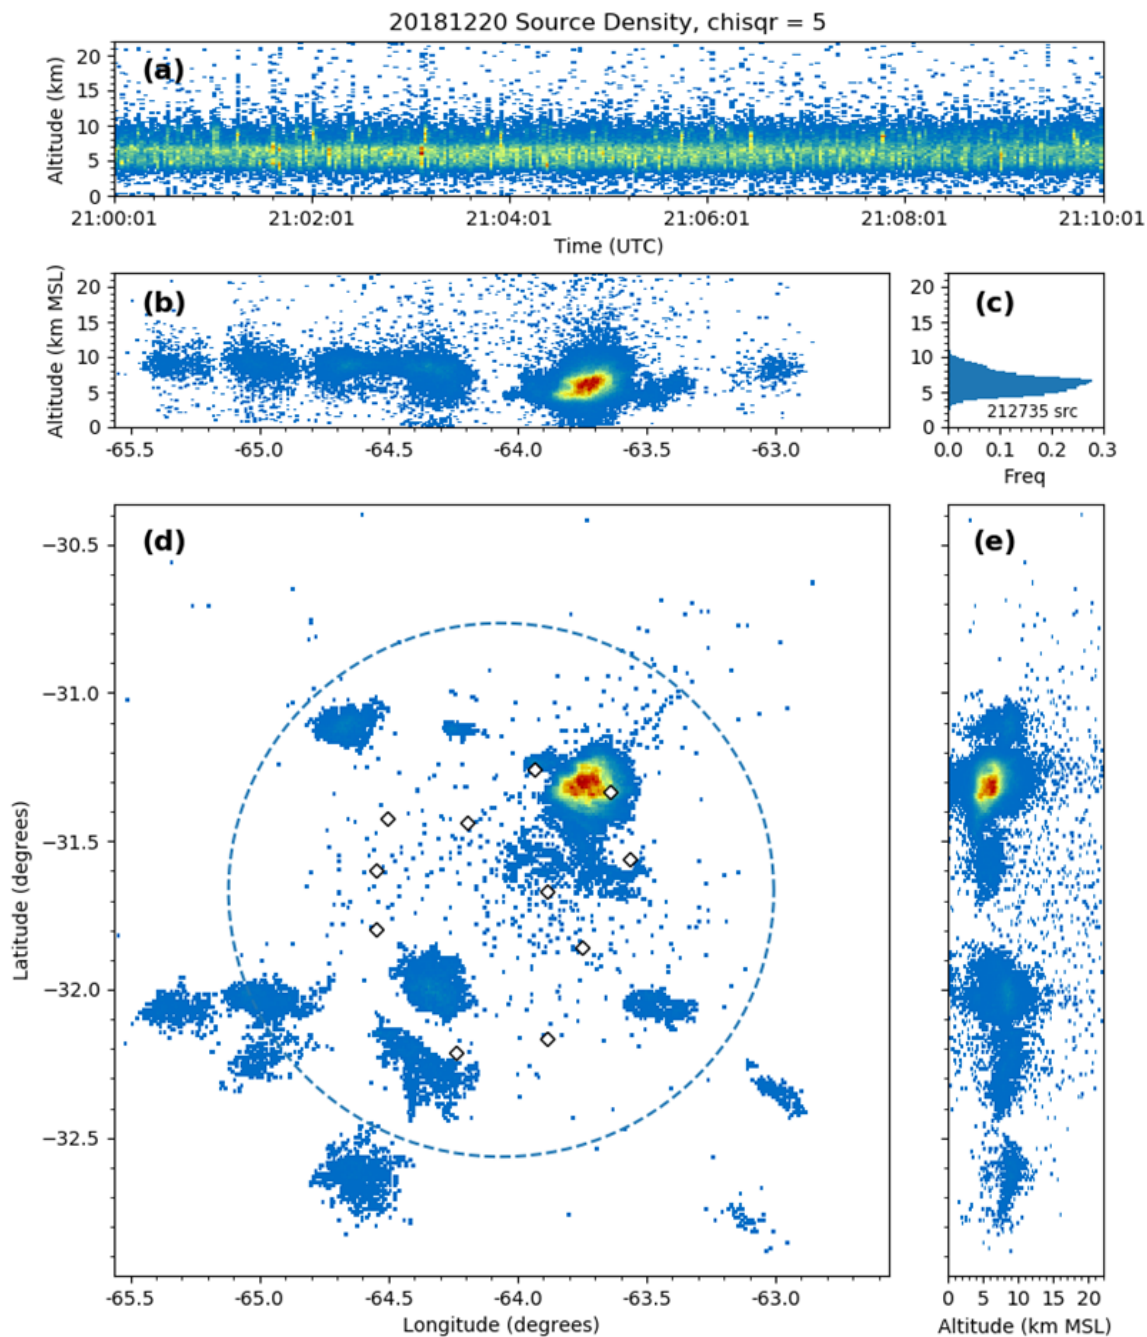 20181220 Source Density, chisqr = 5
(a)
Altitude (km)
20
15
10
5
0
21:00:01 21:02:01 21:04:01 21:06:01 21:08:01 21:10:01
Time (UTC)
(b)
Altitude (km MSL)
20
15
10
5
0
-65.5 -65.0 -64.5 -64.0 -63.5 -63.0
(c)
20
15
10
5
0
212735 src
0.0 0.1 0.2 0.3
Freq
(d)
Latitude (degrees)
−30.5
−31.0
−31.5
−32.0
−32.5
-65.5 -65.0 -64.5 -64.0 -63.5 -63.0
Longitude (degrees)
(e)
0 5 10 15 20
Altitude (km MSL)